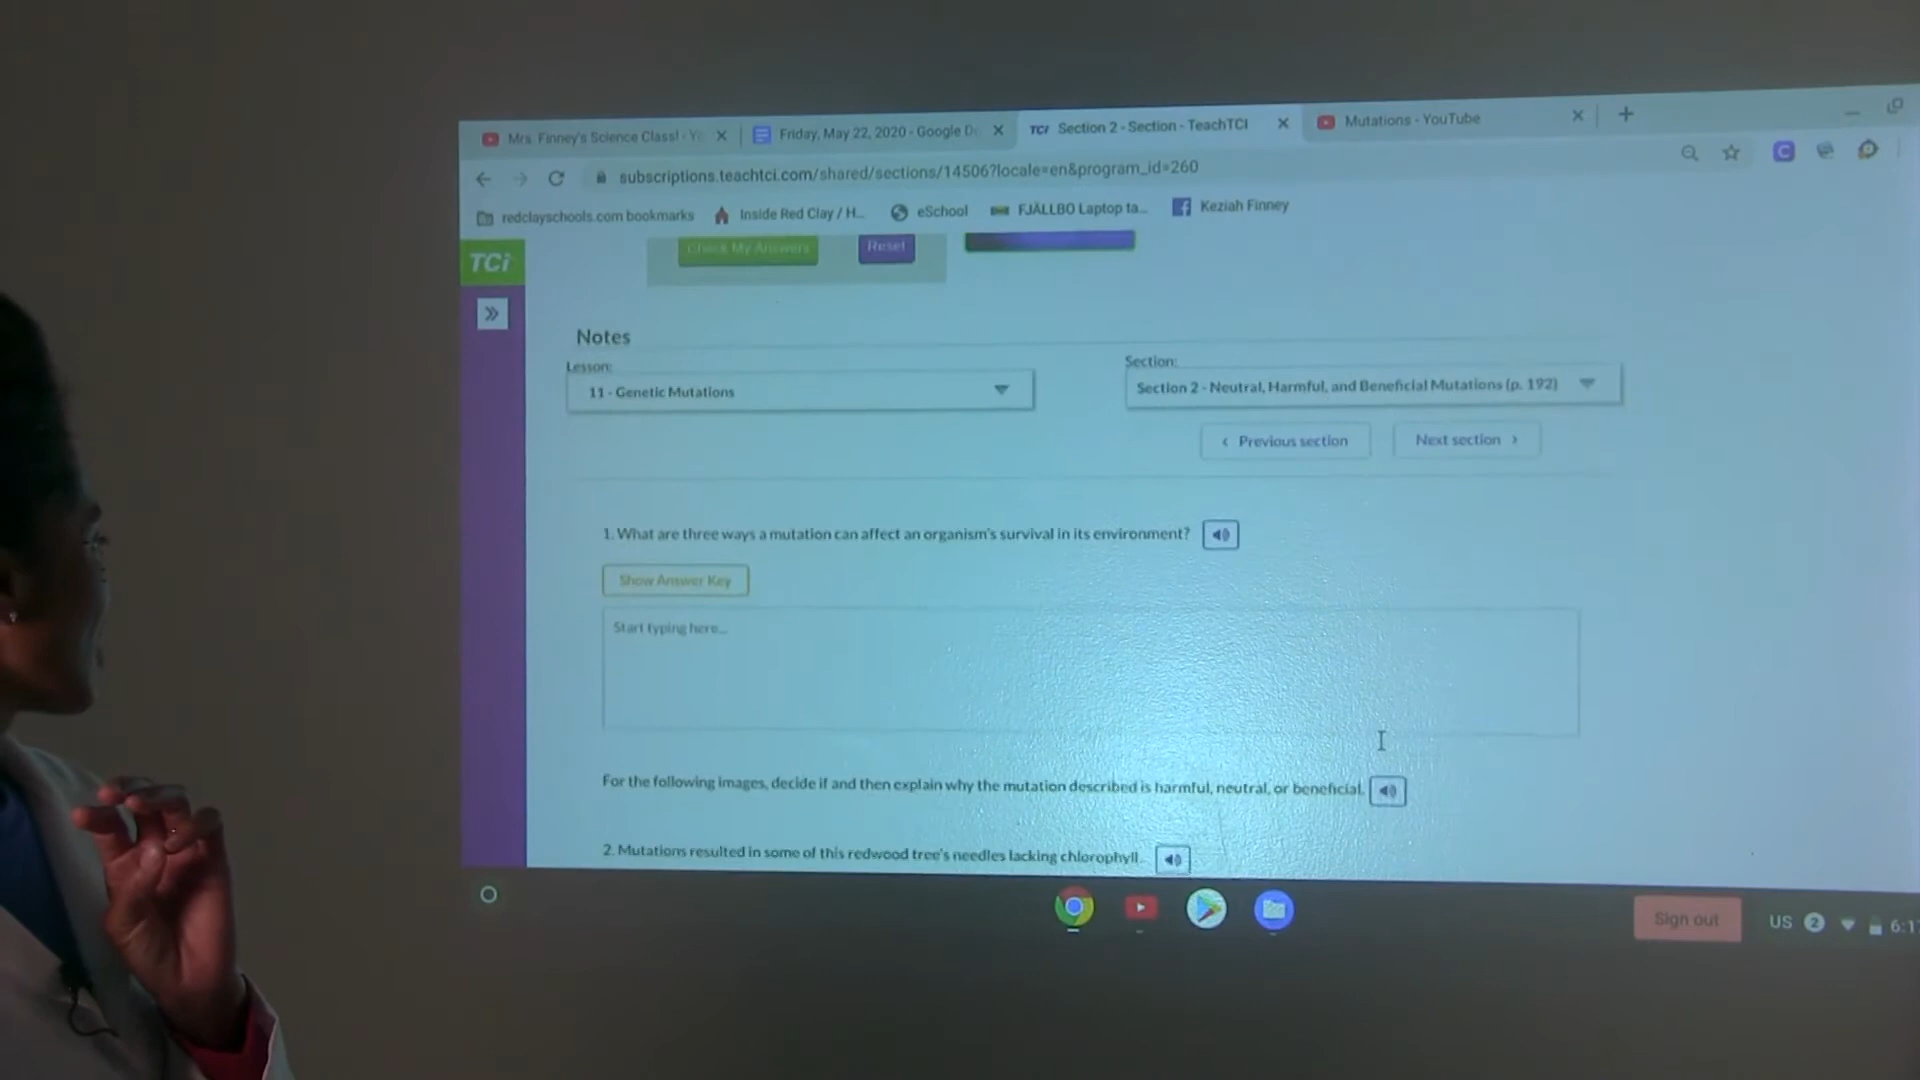 Mrs. Finney's Science Class! - Yo
Friday, May 22, 2020 - Google D
TCi Section 2 - Section - TeachTCI
Mutations - YouTube
subscriptions.teachtci.com/shared/sections/14506?locale=en&program_id=260
redclayschools.com bookmarks
Inside Red Clay / H...
eSchool
FJÄLLBO Laptop ta...
Keziah Finney
TCi
Check My Answers
Reset
Notes
Lesson:
11 - Genetic Mutations
Section:
Section 2 - Neutral, Harmful, and Beneficial Mutations (p. 192)
‹ Previous section
Next section ›
1. What are three ways a mutation can affect an organism's survival in its environment?
Show Answer Key
Start typing here...
For the following images, decide if and then explain why the mutation described is harmful, neutral, or beneficial.
2. Mutations resulted in some of this redwood tree's needles lacking chlorophyll.
Sign out
US 2 6:1